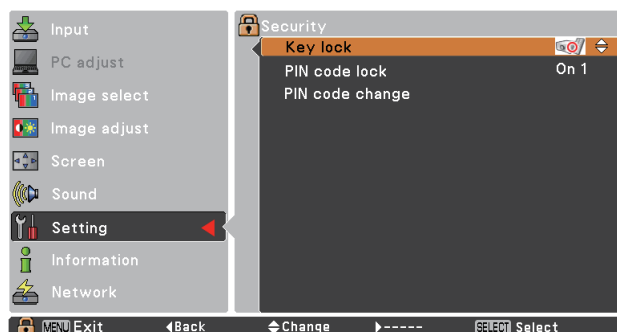 Input
PC adjust
Image select
Image adjust
Screen
Sound
Setting
Information
Network
Security
Key lock
PIN code lock On 1
PIN code change
MENU Exit Back Change ----- SELECT Select